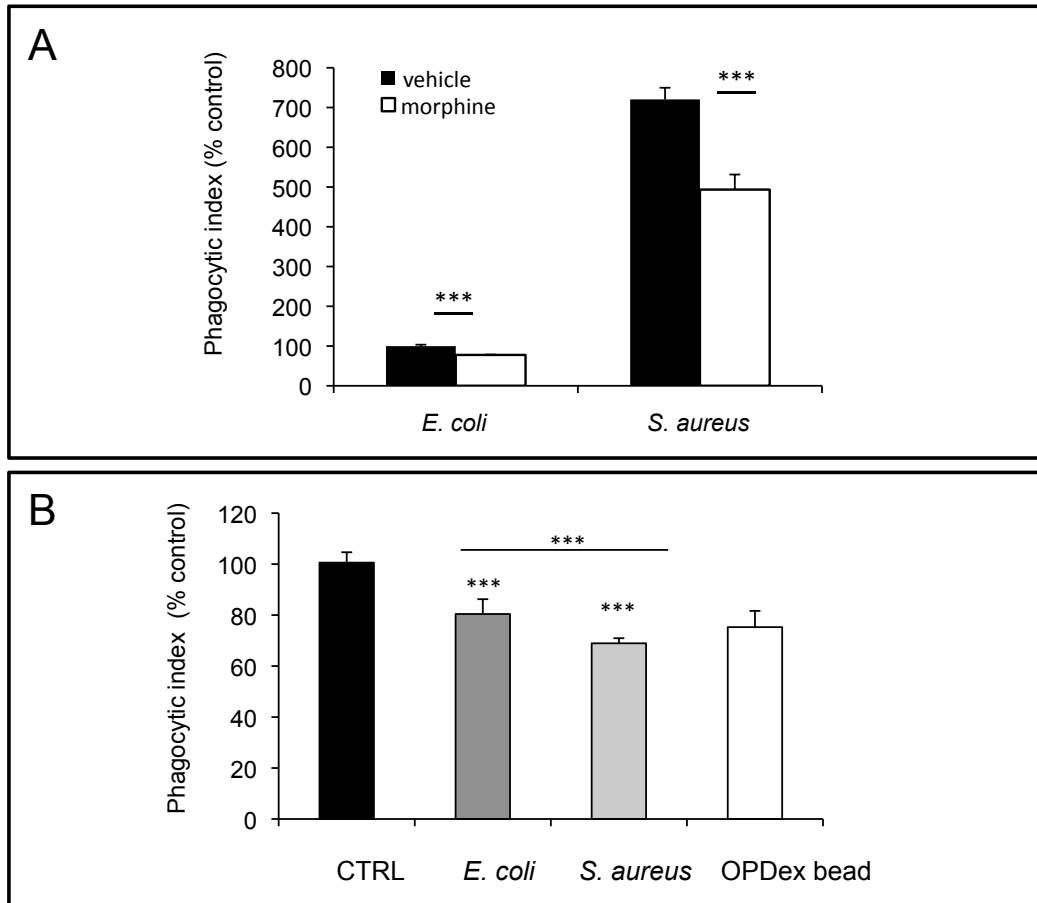 A
Phagocytic index (% control)
800
700
600
500
400
300
200
100
0
vehicle
morphine
***
***
E. coli
S. aureus
B
Phagocytic index (% control)
120
100
80
60
40
20
0
***
***
***
CTRL
E. coli
S. aureus
OPDex bead